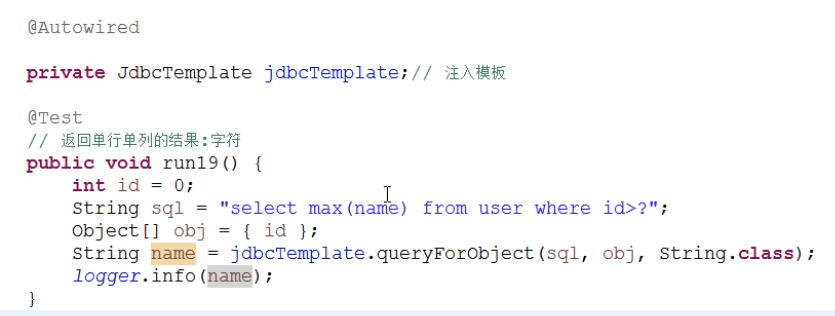 @Autowired
private JdbcTemplate jdbcTemplate;// 注入模板
@Test
// 返回单行单列的结果:字符
public void run19() {
int id = 0;
String sql = "select max(name) from user where id>?";
Object[] obj = { id };
String name = jdbcTemplate.queryForObject(sql, obj, String.class);
logger.info(name);
}